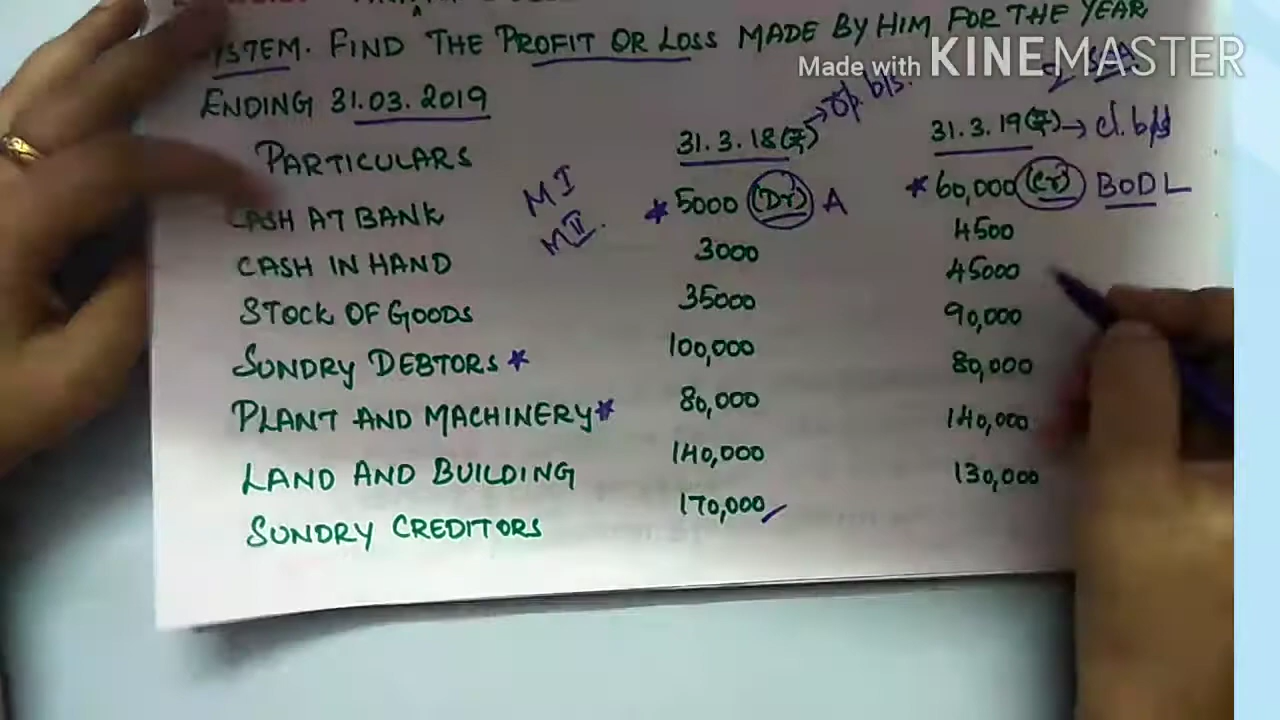 SYSTEM. FIND THE PROFIT OR LOSS MADE BY HIM FOR THE YEAR
Made with KINEMASTER
ENDING 31.03.2019
PARTICULARS 31.3.18(₹) → op. b/s. 31.3.19(₹) → cl. b/s
CASH AT BANK M I * 5000 (Dr) A * 60,000 (Cr) BODL
CASH IN HAND M II. 3000 4500
STOCK OF GOODS 35000 45000
SUNDRY DEBTORS * 100,000 90,000
PLANT AND MACHINERY * 80,000 80,000
LAND AND BUILDING 140,000 140,000
SUNDRY CREDITORS 170,000 130,000